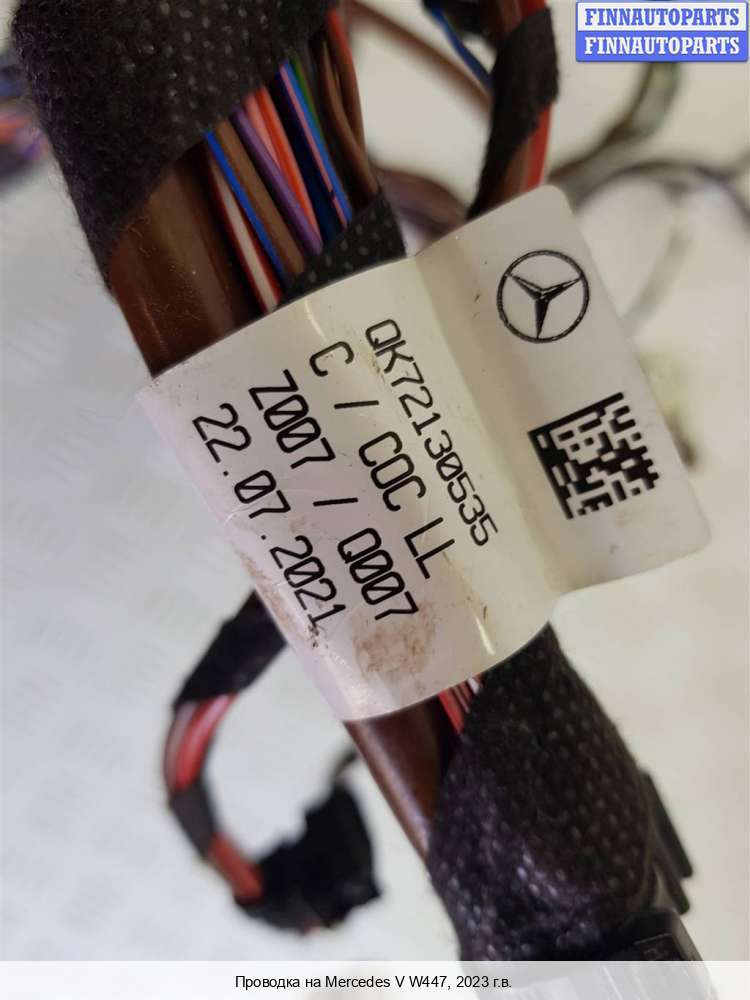 FINNAUTOPARTS
FINNAUTOPARTS
QK72130535
C / COC LL
Z007 / Q007
22.07.2021
Проводка на Mercedes V W447, 2023 г.в.